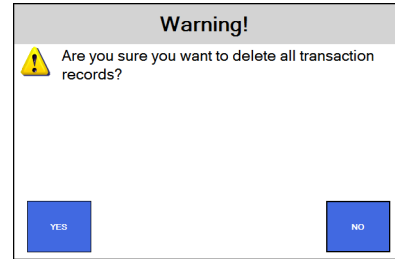 Warning!
Are you sure you want to delete all transaction
records?
YES
NO